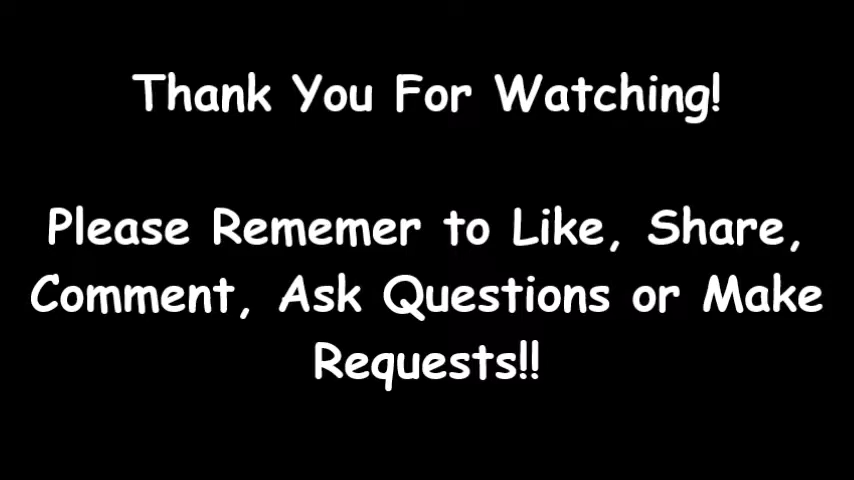 Thank You For Watching!
Please Rememer to Like, Share,
Comment, Ask Questions or Make
Requests!!